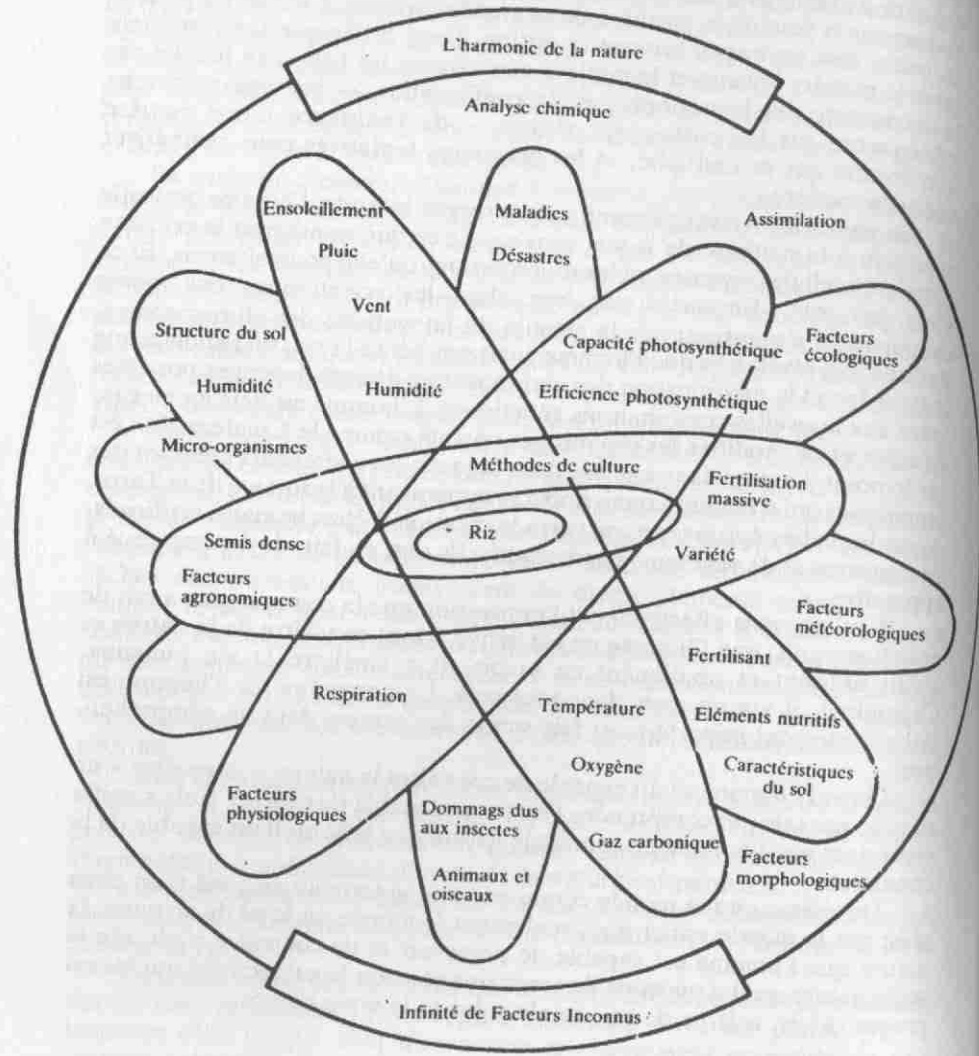 L'harmonie de la nature
Analyse chimique
Ensoleillement
Maladies
Assimilation
Pluie
Désastres
Vent
Structure du sol
Capacité photosynthétique
Facteurs
écologiques
Humidité
Humidité
Efficience photosynthétique
Micro-organismes
Méthodes de culture
Fertilisation
massive
Semis dense
Riz
Variété
Facteurs
agronomiques
Facteurs
météorologiques
Fertilisant
Respiration
Température
Eléments nutritifs
Oxygène
Caractéristiques
du sol
Facteurs
physiologiques
Dommags dus
aux insectes
Gaz carbonique
Facteurs
morphologiques
Animaux et
oiseaux
Infinité de Facteurs Inconnus